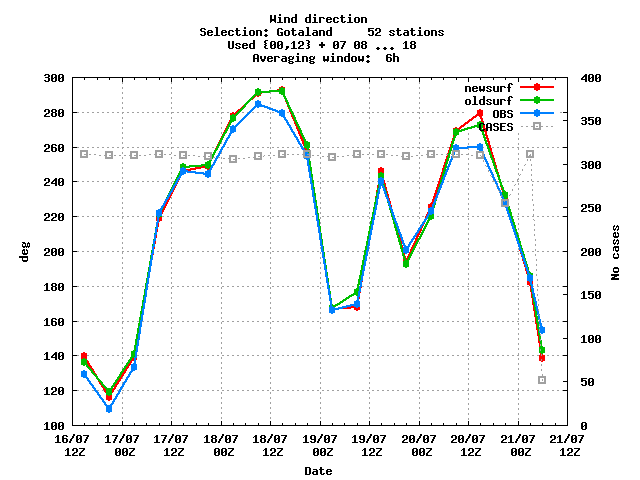 Wind direction
Selection: Gotaland     52 stations
Used {00,12} + 07 08 ... 18
Averaging window:  6h
300 400
newsurf
oldsurf
OBS
CASES
280 350
260 300
240
220 250
200 200
deg No cases
180 150
160
140 100
120 50
100 0
16/07 17/07 17/07 18/07 18/07 19/07 19/07 20/07 20/07 21/07 21/07
12Z 00Z 12Z 00Z 12Z 00Z 12Z 00Z 12Z 00Z 12Z
Date